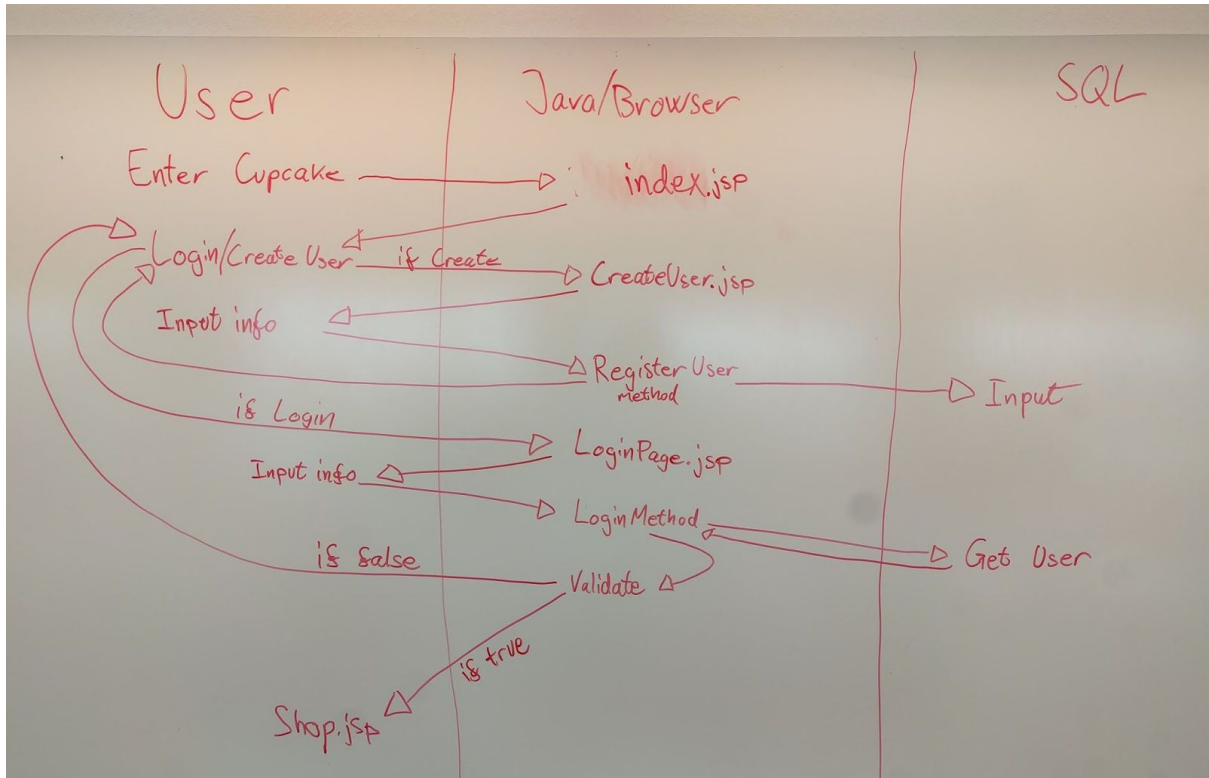 User
Java/Browser
SQL
Enter Cupcake
index.jsp
Login/Create User
if Create
CreateUser.jsp
Input info
Register User
method
Input
if Login
LoginPage.jsp
Input info
LoginMethod
Get User
if false
Validate
if true
Shop.jsp